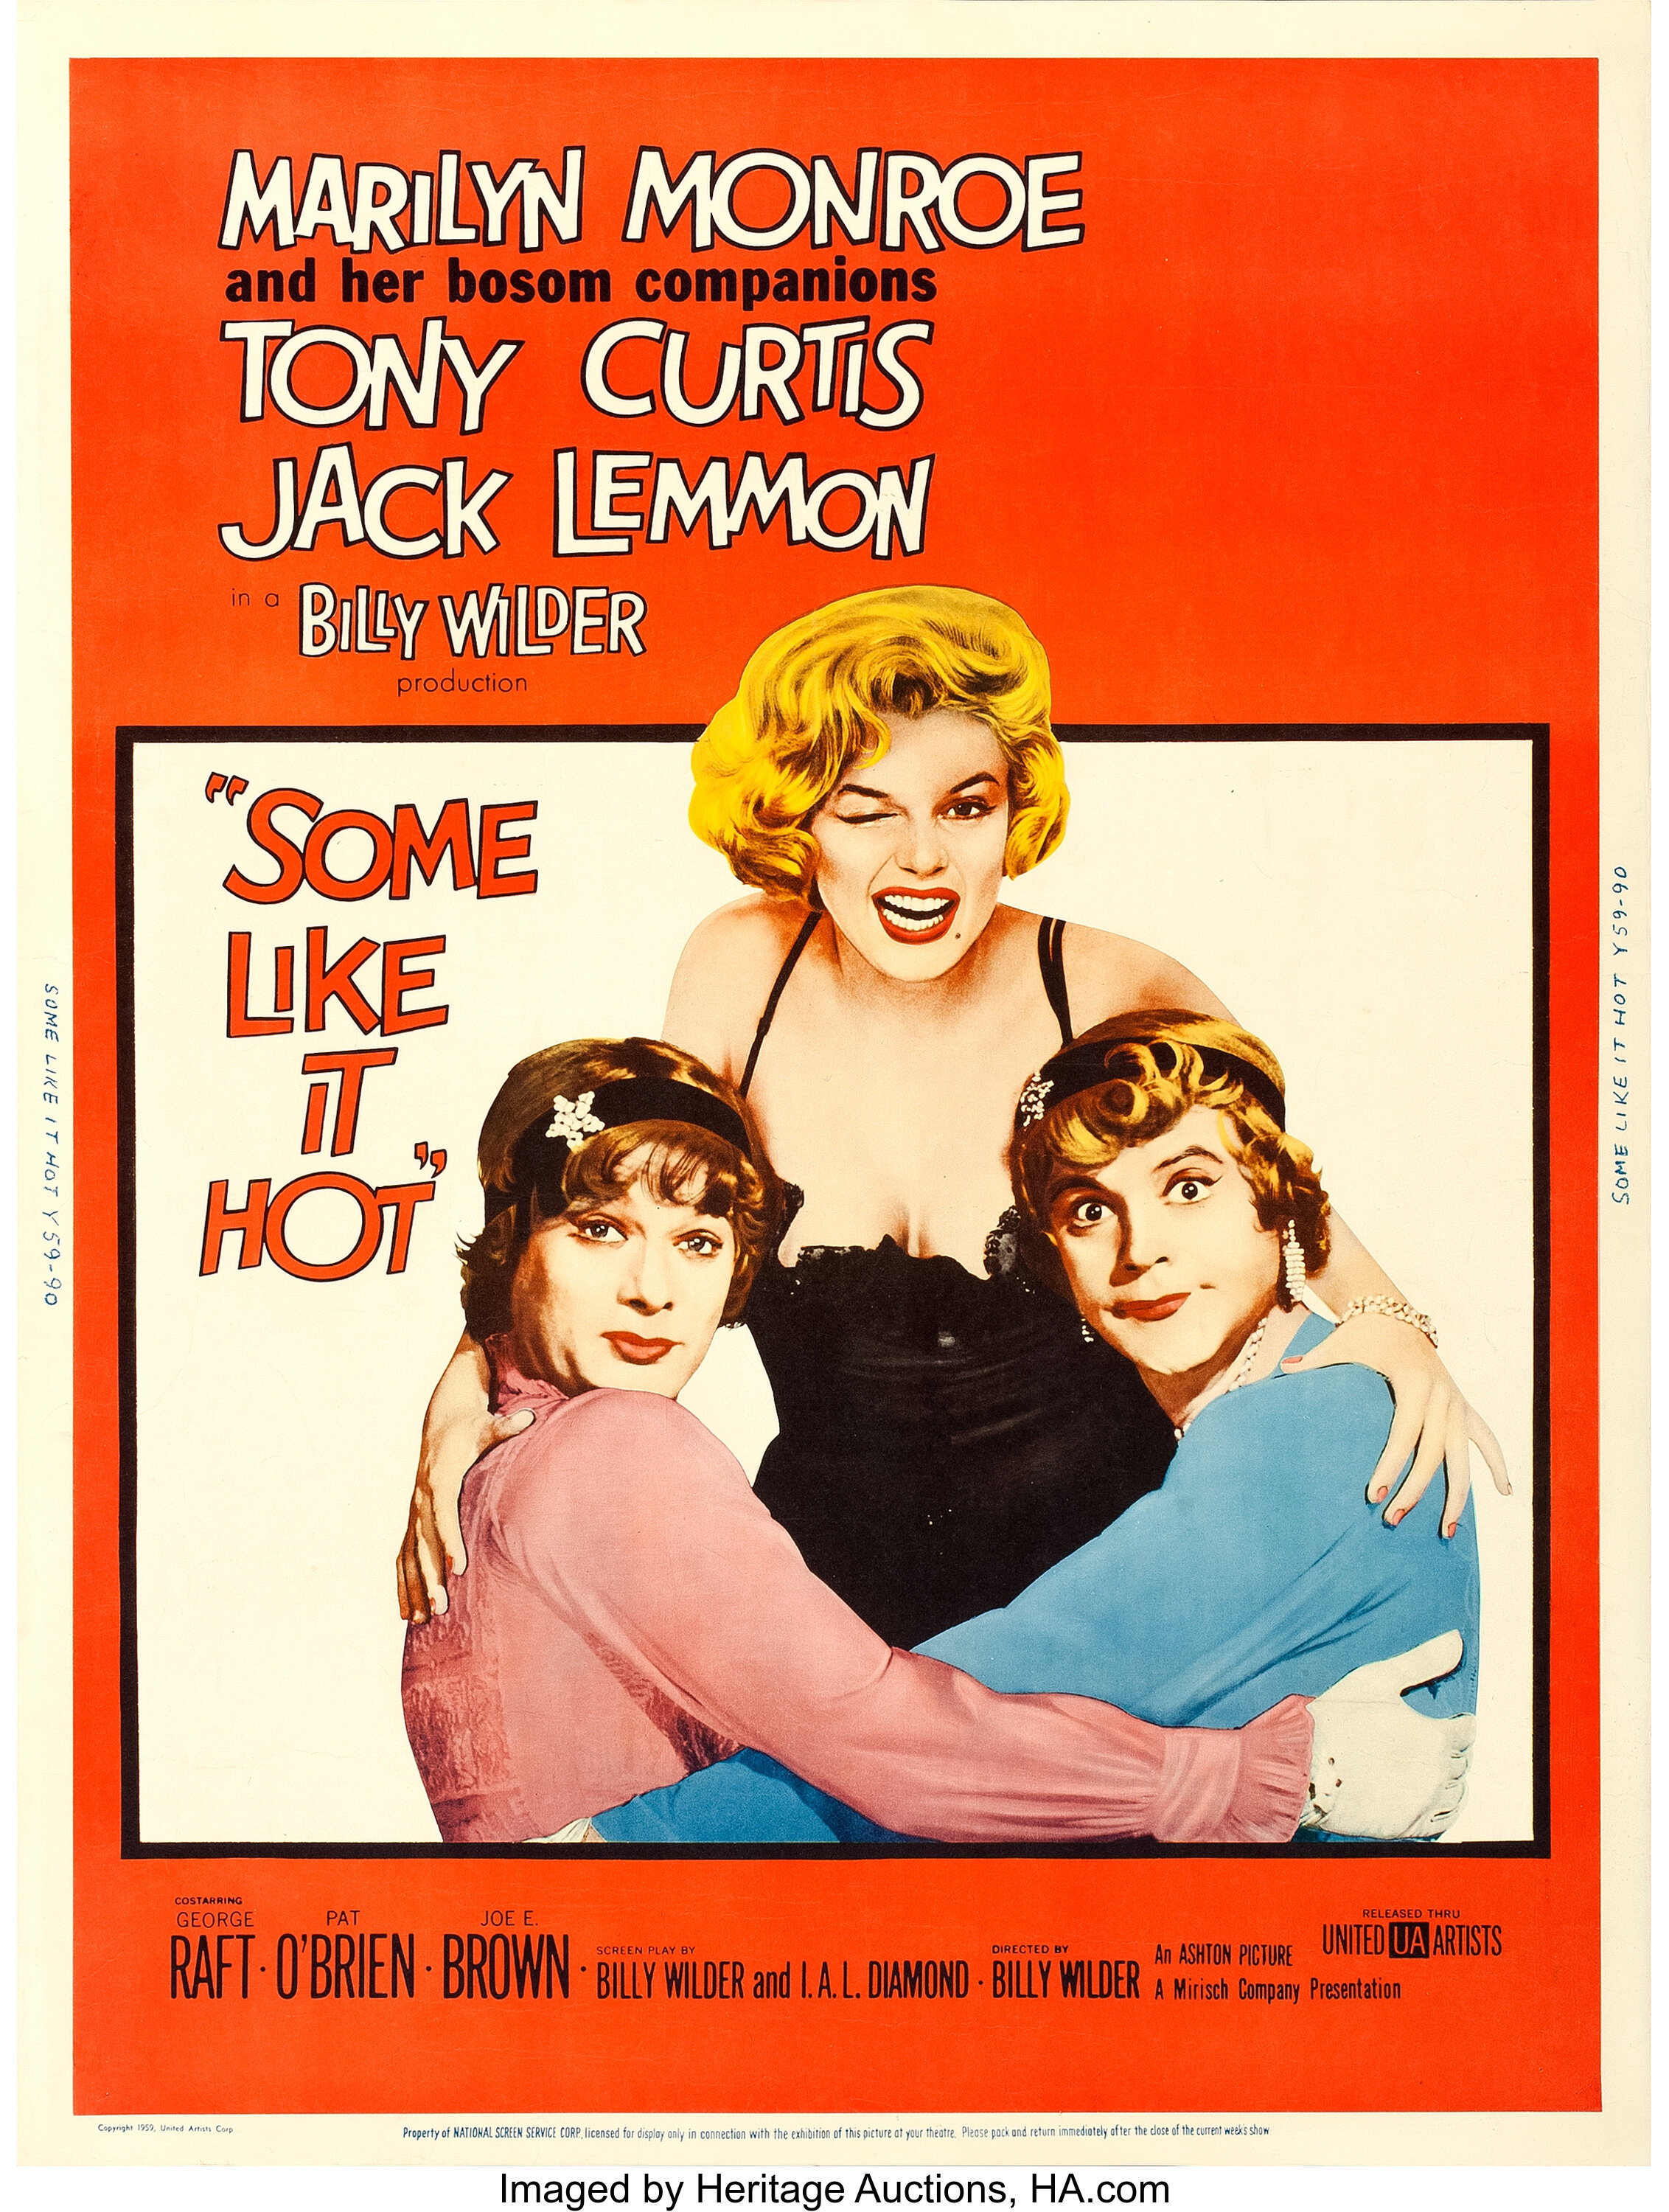 MARILYN MONROE
and her bosom companions
TONY CURTIS
JACK LEMMON
in a BILLY WILDER
production
"SOME
LIKE
IT
HOT"
SOME LIKE IT HOT Y59-90
SOME LIKE IT HOT Y59-90
COSTARRING
GEORGE RAFT · PAT O'BRIEN · JOE E. BROWN ·
SCREEN PLAY BY
BILLY WILDER and I. A. L. DIAMOND ·
DIRECTED BY
BILLY WILDER
An ASHTON PICTURE
A Mirisch Company Presentation
RELEASED THRU
UNITED UA ARTISTS
Copyright 1959, United Artists Corp.
Property of NATIONAL SCREEN SERVICE CORP., licensed for display only in connection with the exhibition of this picture at your theatre. Please pack and return immediately after the close of the current week's show
Imaged by Heritage Auctions, HA.com